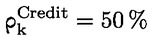 ρ_k^Credit = 50 %